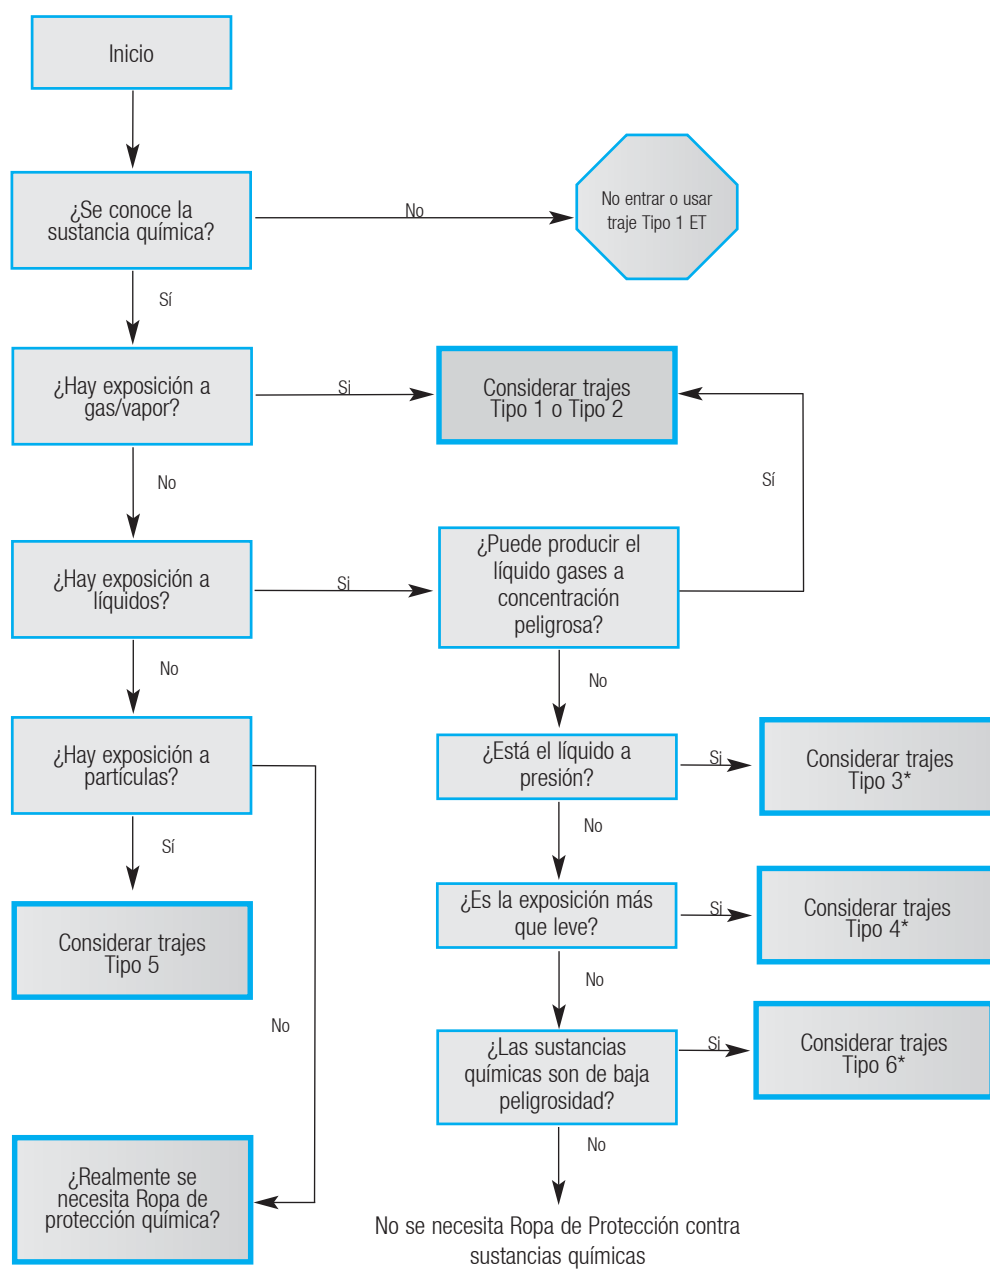 Inicio
¿Se conoce la
sustancia química?
No
No entrar o usar
traje Tipo 1 ET
Sí
¿Hay exposición a
gas/vapor?
Si
Considerar trajes
Tipo 1 o Tipo 2
No
Sí
¿Hay exposición a
líquidos?
Si
¿Puede producir el
líquido gases a
concentración
peligrosa?
No
No
¿Hay exposición a
partículas?
¿Está el líquido a
presión?
Si
Considerar trajes
Tipo 3*
Sí
No
Considerar trajes
Tipo 5
¿Es la exposición más
que leve?
Si
Considerar trajes
Tipo 4*
No
No
¿Las sustancias
químicas son de baja
peligrosidad?
Si
Considerar trajes
Tipo 6*
No
¿Realmente se
necesita Ropa de
protección química?
No se necesita Ropa de Protección contra
sustancias químicas